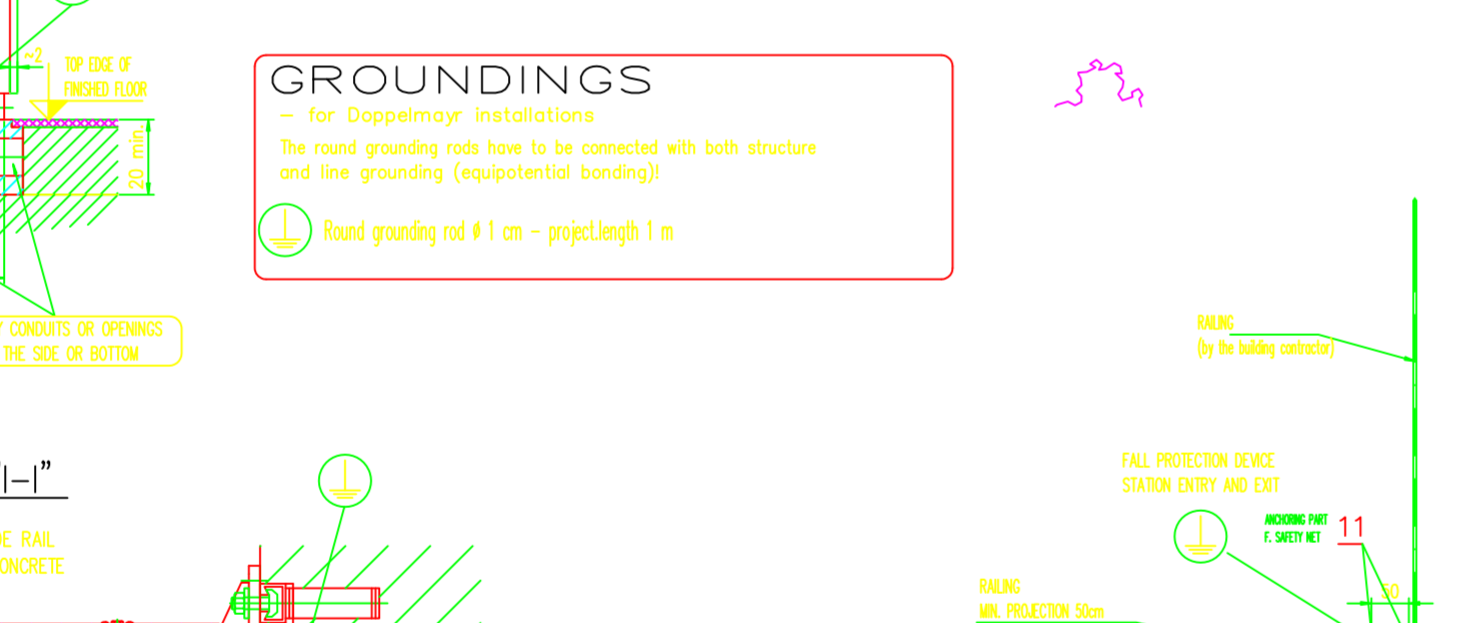 ~2
TOP EDGE OF
FINISHED FLOOR
20 min.
CONDUITS OR OPENINGS
THE SIDE OR BOTTOM
GROUNDINGS
- for Doppelmayr installations
The round grounding rods have to be connected with both structure
and line grounding (equipotential bonding)!
Round grounding rod ø 1 cm - project.length 1 m
I-I"
RAIL
RAILING
(by the building contractor)
FALL PROTECTION DEVICE
STATION ENTRY AND EXIT
ANCHORING PART
F. SAFETY NET
11
50
RAILING
MIN. PROJECTION 50cm